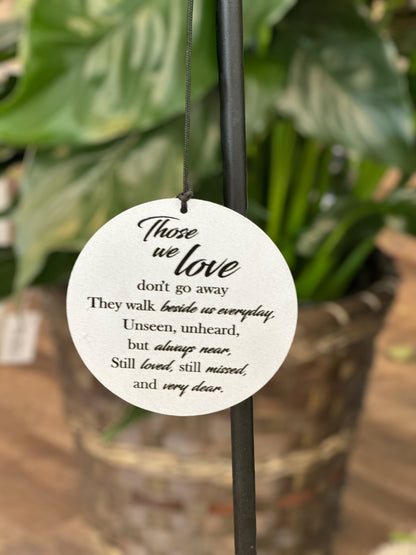 Those
we love
don't go away
They walk beside us everyday.
Unseen, unheard,
but always near,
Still loved, still missed,
and very dear.